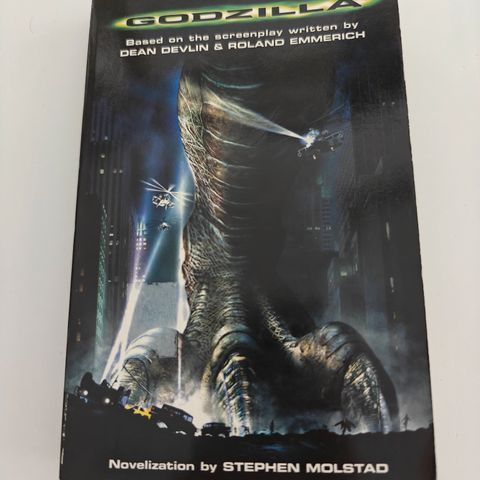 GODZILLA
Based on the screenplay written by
DEAN DEVLIN & ROLAND EMMERICH
Novelization by STEPHEN MOLSTAD